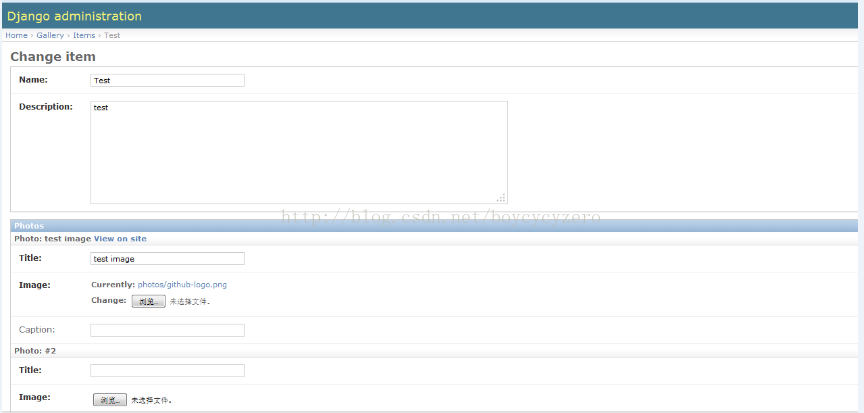 Django administration
Home › Gallery › Items › Test
Change item
Name: Test
Description: test
http://blog.csdn.net/boycycyzero
Photos
Photo: test image View on site
Title: test image
Image: Currently: photos/github-logo.png
Change: 浏览… 未选择文件。
Caption:
Photo: #2
Title:
Image: 浏览… 未选择文件。